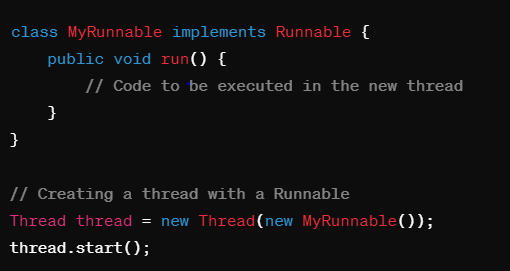 class MyRunnable implements Runnable {
    public void run() {
        // Code to be executed in the new thread
    }
}

// Creating a thread with a Runnable
Thread thread = new Thread(new MyRunnable());
thread.start();